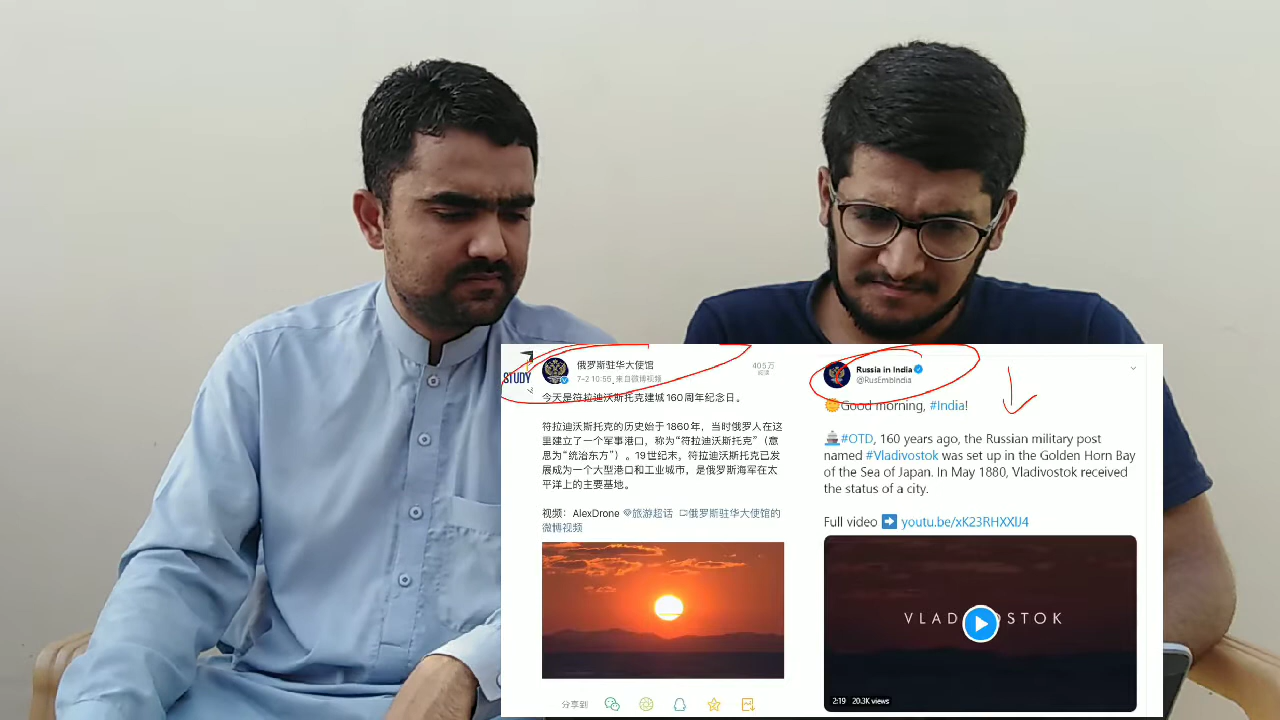 STUDY
俄罗斯驻华大使馆
7-2 10:55 来自微博视频
405万
阅读
今天是符拉迪沃斯托克建城160周年纪念日。
符拉迪沃斯托克的历史始于1860年，当时俄罗人在这
里建立了一个军事港口，称为“符拉迪沃斯托克”（意
思为“统治东方”）。19世纪末，符拉迪沃斯托克已发
展成为一个大型港口和工业城市，是俄罗斯海军在太
平洋上的主要基地。
视频：AlexDrone 旅游超话 俄罗斯驻华大使馆的
微博视频
分享到
Russia in India
@RusEmbIndia
Good morning, #India!
#OTD, 160 years ago, the Russian military post
named #Vladivostok was set up in the Golden Horn Bay
of the Sea of Japan. In May 1880, Vladivostok received
the status of a city.
Full video ➡ youtu.be/xK23RHXXlJ4
VLAD OSTOK
2:19 20.3K views